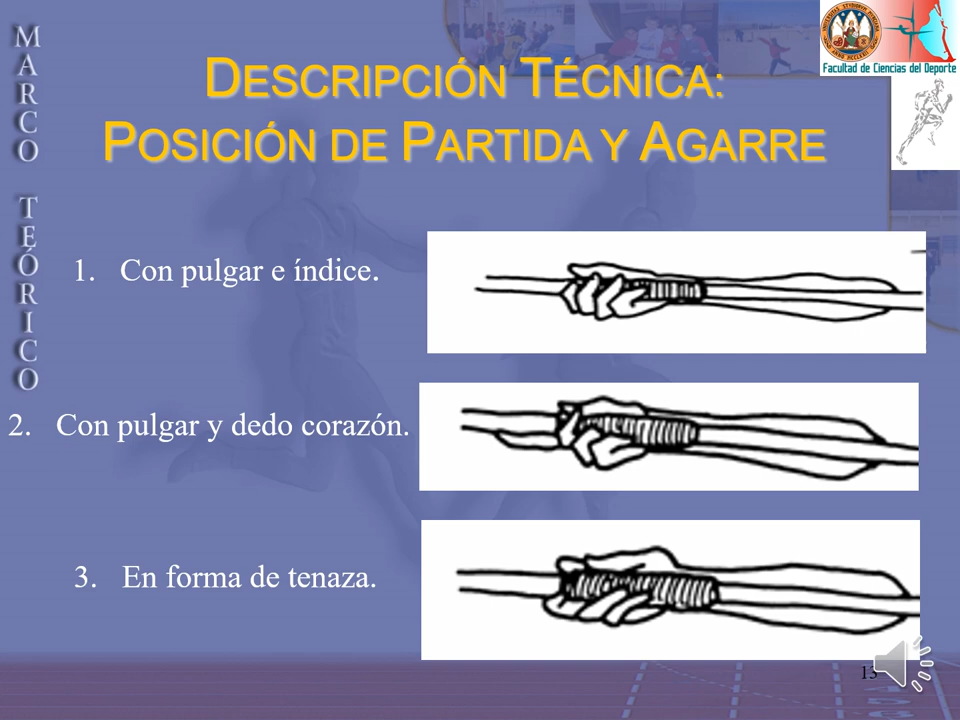 MARCO TEÓRICO
Facultad de Ciencias del Deporte
DESCRIPCIÓN TÉCNICA:
POSICIÓN DE PARTIDA Y AGARRE
1. Con pulgar e índice.
2. Con pulgar y dedo corazón.
3. En forma de tenaza.
13